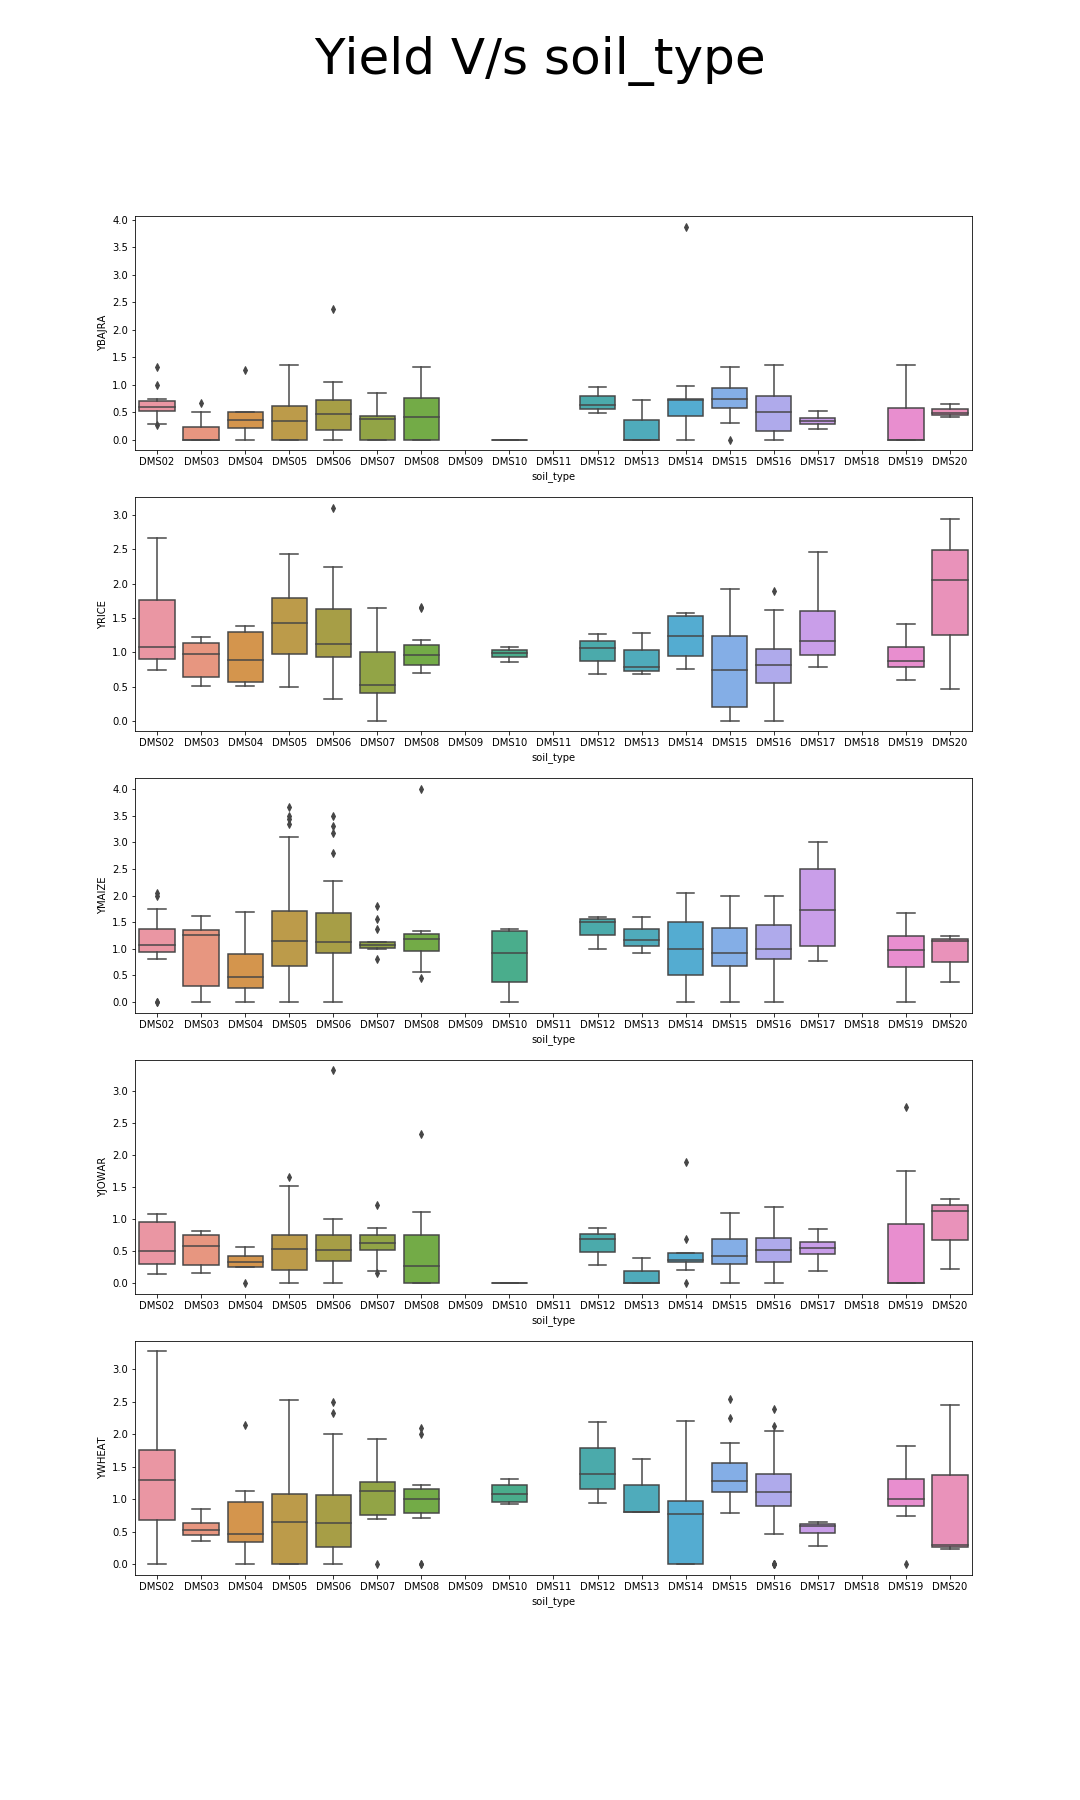 Yield V/s soil_type
4.0
3.5
3.0
2.5
2.0
1.5
1.0
0.5
0.0
YBAJRA
DMS02 DMS03 DMS04 DMS05 DMS06 DMS07 DMS08 DMS09 DMS10 DMS11 DMS12 DMS13 DMS14 DMS15 DMS16 DMS17 DMS18 DMS19 DMS20
soil_type
3.0
2.5
2.0
1.5
1.0
0.5
0.0
YRICE
DMS02 DMS03 DMS04 DMS05 DMS06 DMS07 DMS08 DMS09 DMS10 DMS11 DMS12 DMS13 DMS14 DMS15 DMS16 DMS17 DMS18 DMS19 DMS20
soil_type
4.0
3.5
3.0
2.5
2.0
1.5
1.0
0.5
0.0
YMAIZE
DMS02 DMS03 DMS04 DMS05 DMS06 DMS07 DMS08 DMS09 DMS10 DMS11 DMS12 DMS13 DMS14 DMS15 DMS16 DMS17 DMS18 DMS19 DMS20
soil_type
3.0
2.5
2.0
1.5
1.0
0.5
0.0
YJOWAR
DMS02 DMS03 DMS04 DMS05 DMS06 DMS07 DMS08 DMS09 DMS10 DMS11 DMS12 DMS13 DMS14 DMS15 DMS16 DMS17 DMS18 DMS19 DMS20
soil_type
3.0
2.5
2.0
1.5
1.0
0.5
0.0
YWHEAT
DMS02 DMS03 DMS04 DMS05 DMS06 DMS07 DMS08 DMS09 DMS10 DMS11 DMS12 DMS13 DMS14 DMS15 DMS16 DMS17 DMS18 DMS19 DMS20
soil_type